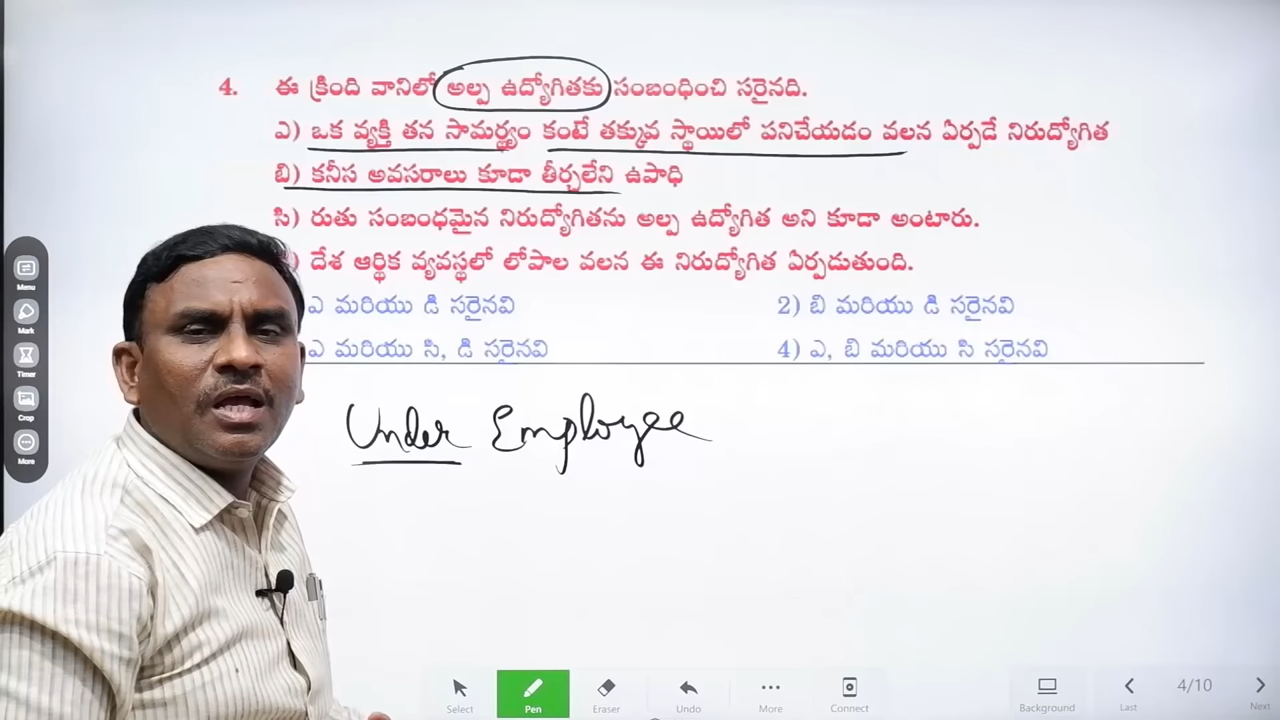 4. ఈ క్రింది వానిలో అల్ప ఉద్యోగితకు సంబంధించి సరైనది.
ఎ) ఒక వ్యక్తి తన సామర్థ్యం కంటే తక్కువ స్థాయిలో పనిచేయడం వలన ఏర్పడే నిరుద్యోగిత
బి) కనీస అవసరాలు కూడా తీర్చలేని ఉపాధి
సి) రుతు సంబంధమైన నిరుద్యోగితను అల్ప ఉద్యోగిత అని కూడా అంటారు.
) దేశ ఆర్థిక వ్యవస్థలో లోపాల వలన ఈ నిరుద్యోగిత ఏర్పడుతుంది.
ఎ మరియు డి సరైనవి 2) బి మరియు డి సరైనవి
ఎ మరియు సి, డి సరైనవి 4) ఎ, బి మరియు సి సరైనవి
Under Employee
Menu
Mark
Timer
Crop
More
Select Pen Eraser Undo More Connect Background Last 4/10 Next